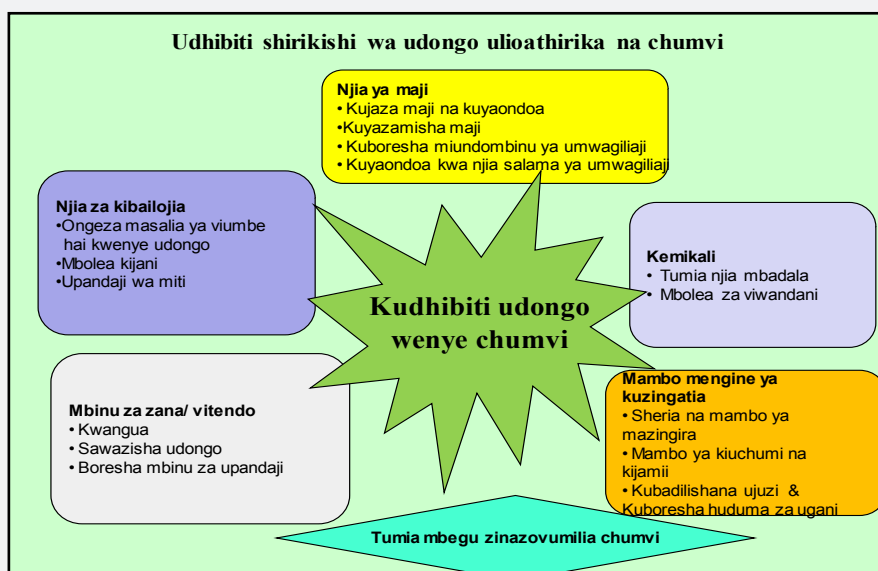 Udhibiti shirikishi wa udongo ulioathirika na chumvi
Njia ya maji
• Kujaza maji na kuyaondoa
•Kuyazamisha maji
• Kuboresha miundombinu ya umwagiliaji
• Kuyaondoa kwa njia salama ya umwagiliaji
Njia za kibailojia
•Ongeza masalia ya viumbe
hai kwenye udongo
•Mbolea kijani
•Upandaji wa miti
Kemikali
• Tumia njia mbadala
• Mbolea za viwandani
Kudhibiti udongo
wenye chumvi
Mbinu za zana/ vitendo
• Kwangua
• Sawazisha udongo
• Boresha mbinu za upandaji
Mambo mengine ya
kuzingatia
• Sheria na mambo ya
mazingira
• Mambo ya kiuchumi na
kijamii
• Kubadilishana ujuzi &
Kuboresha huduma za ugani
Tumia mbegu zinazovumilia chumvi